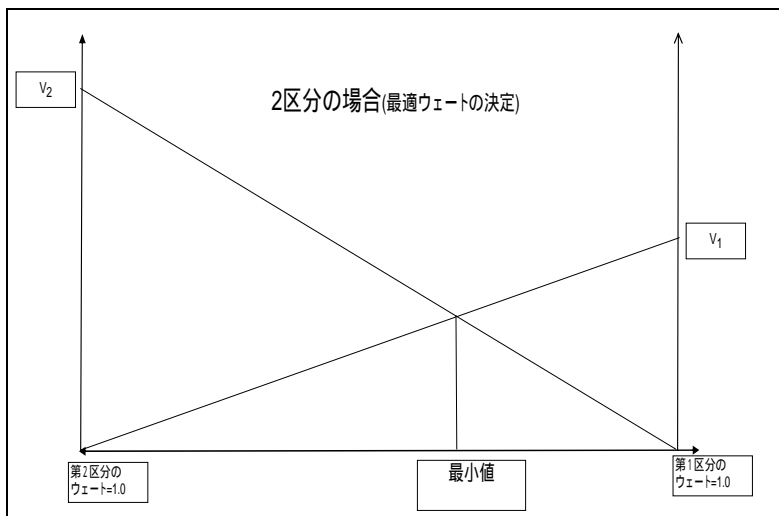 2区分の場合(最適ウェートの決定)
V2
V1
第2区分の
ウェート=1.0
最小値
第1区分の
ウェート=1.0